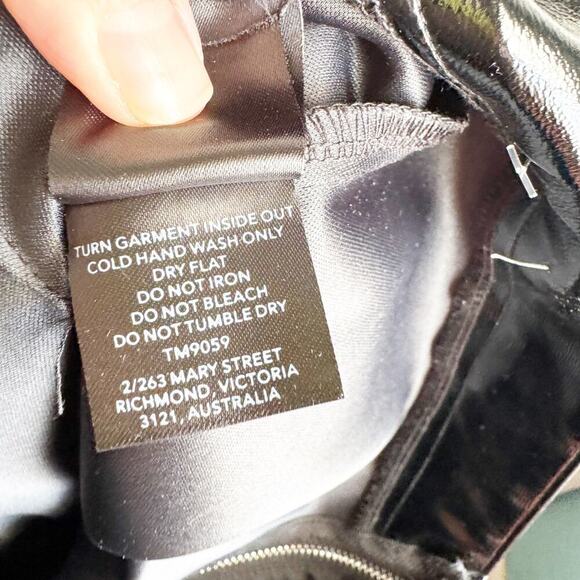 TURN GARMENT INSIDE OUT
COLD HAND WASH ONLY
DRY FLAT
DO NOT IRON
DO NOT BLEACH
DO NOT TUMBLE DRY
TM9059
2/263 MARY STREET
RICHMOND, VICTORIA
3121, AUSTRALIA